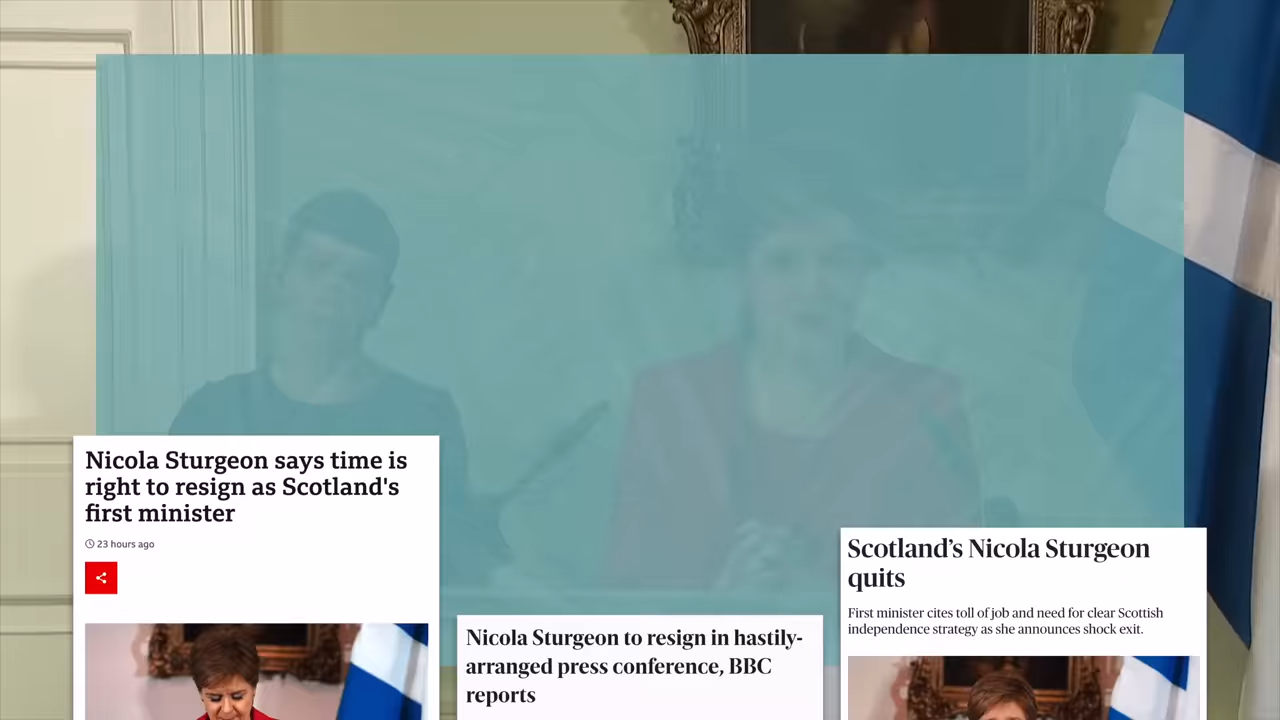 Nicola Sturgeon says time is
right to resign as Scotland's
first minister
23 hours ago
Nicola Sturgeon to resign in hastily-
arranged press conference, BBC
reports
Scotland’s Nicola Sturgeon
quits
First minister cites toll of job and need for clear Scottish
independence strategy as she announces shock exit.